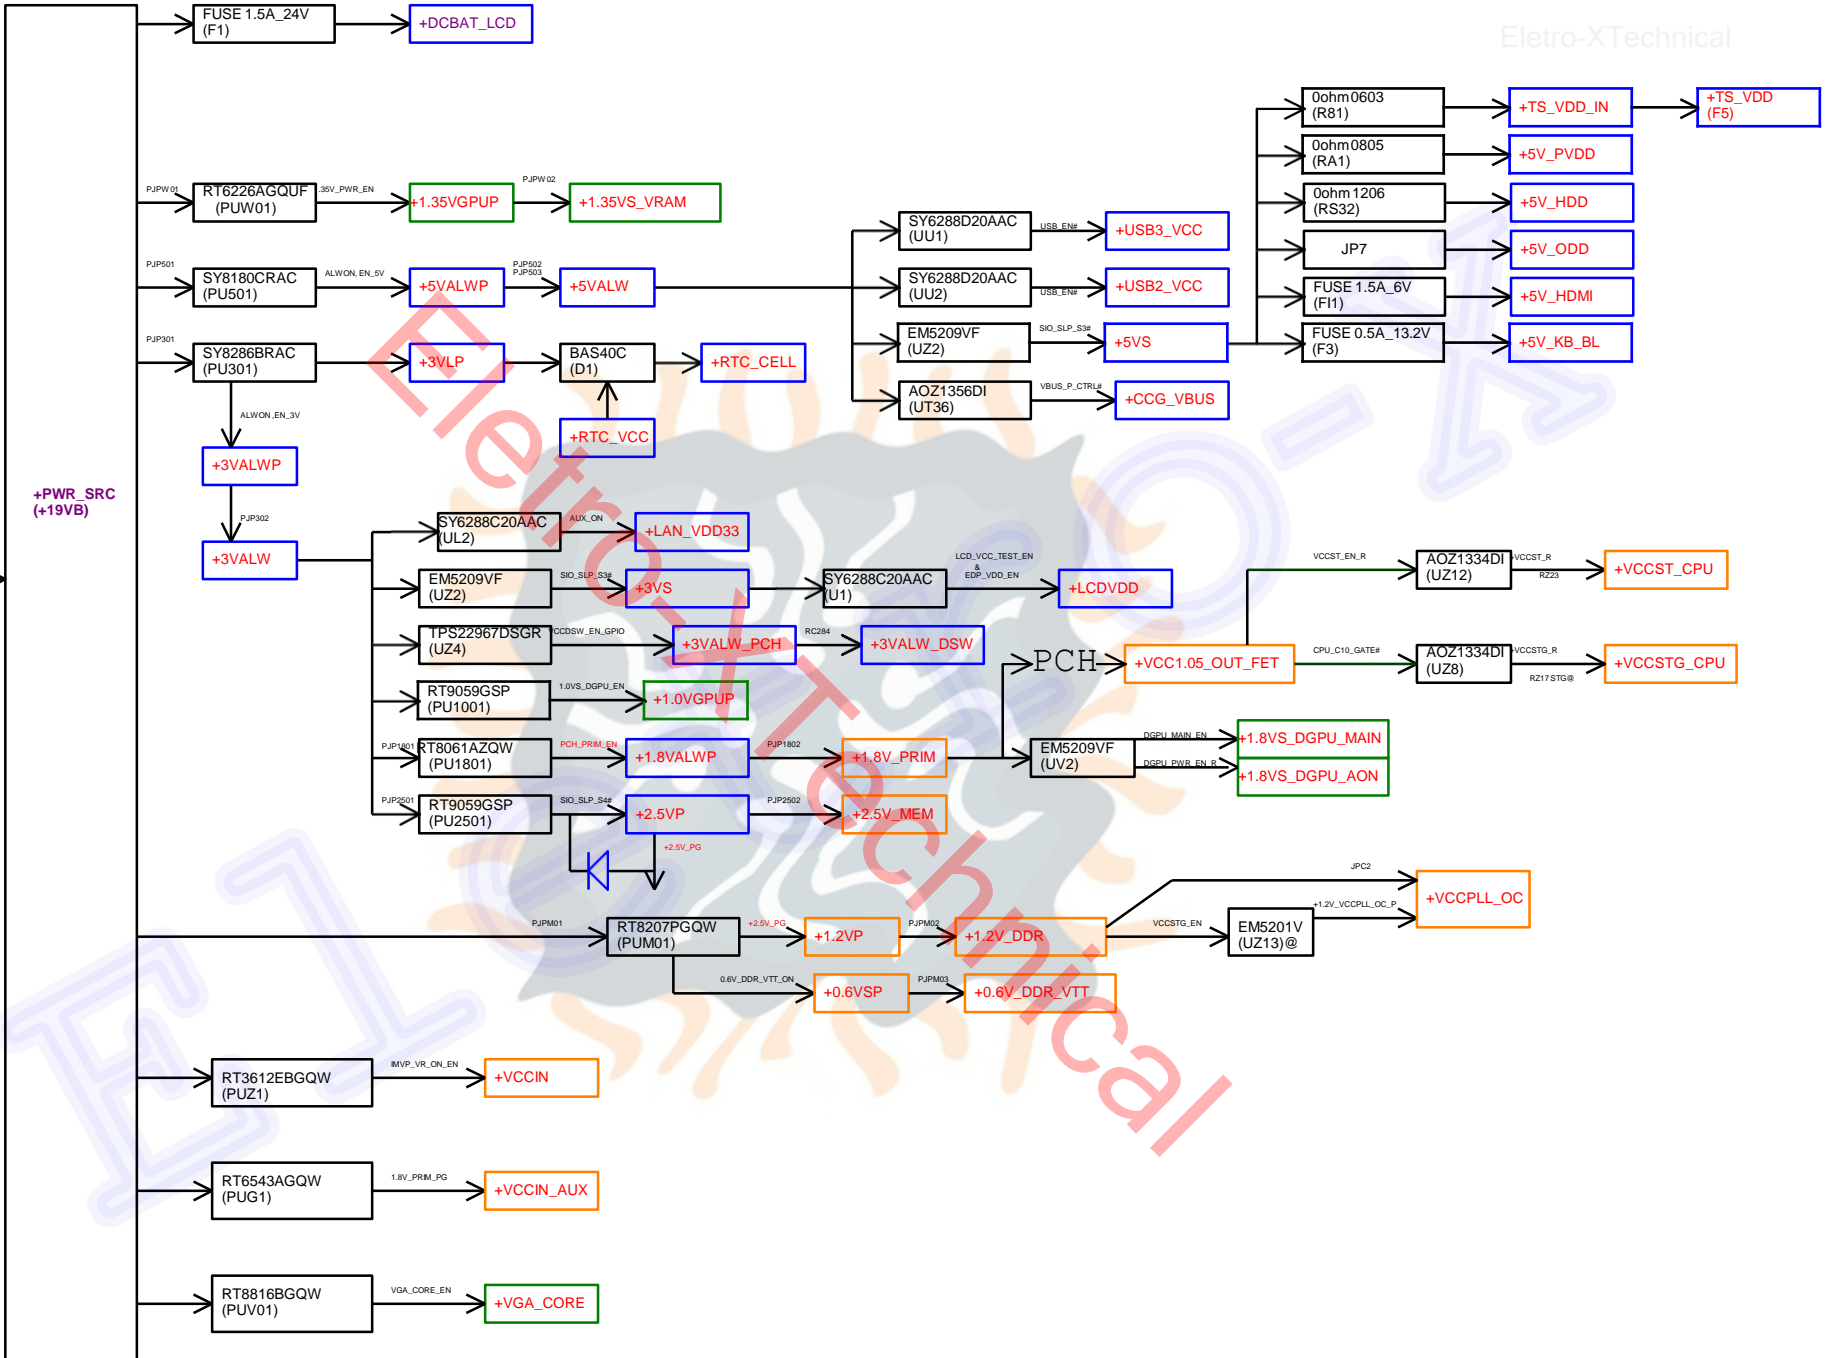 Eletro-XTechnical
FUSE 1.5A_24V
(F1)
+DCBAT_LCD
+PWR_SRC
(+19VB)
PJPW01
RT6226AGQUF
(PUW01)
.35V_PWR_EN
+1.35VGPUP
PJPW02
+1.35VS_VRAM
PJP501
SY8180CRAC
(PU501)
ALWON, EN_5V
+5VALWP
PJP502
PJP503
+5VALW
PJP301
SY8286BRAC
(PU301)
+3VLP
BAS40C
(D1)
+RTC_CELL
+RTC_VCC
ALWON ,EN_3V
+3VALWP
PJP302
+3VALW
SY6288D20AAC
(UU1)
USB_EN#
+USB3_VCC
SY6288D20AAC
(UU2)
USB_EN#
+USB2_VCC
EM5209VF
(UZ2)
SIO_SLP_S3#
+5VS
AOZ1356DI
(UT36)
VBUS_P_CTRL#
+CCG_VBUS
0ohm0603
(R81)
+TS_VDD_IN
+TS_VDD
(F5)
0ohm0805
(RA1)
+5V_PVDD
0ohm1206
(RS32)
+5V_HDD
JP7
+5V_ODD
FUSE 1.5A_6V
(FI1)
+5V_HDMI
FUSE 0.5A_13.2V
(F3)
+5V_KB_BL
SY6288C20AAC
(UL2)
AUX_ON
+LAN_VDD33
EM5209VF
(UZ2)
SIO_SLP_S3#
+3VS
SY6288C20AAC
(U1)
LCD_VCC_TEST_EN
&
EDP_VDD_EN
+LCDVDD
TPS22967DSGR
(UZ4)
CCDSW_EN_GPIO
+3VALW_PCH
RC284
+3VALW_DSW
RT9059GSP
(PU1001)
1.0VS_DGPU_EN
+1.0VGPUP
PJP1801
RT8061AZQW
(PU1801)
PCH_PRIM_EN
+1.8VALWP
PJP1802
+1.8V_PRIM
PJP2501
RT9059GSP
(PU2501)
SIO_SLP_S4#
+2.5VP
PJP2502
+2.5V_MEM
+2.5V_PG
PCH
+VCC1.05_OUT_FET
VCCST_EN_R
AOZ1334DI
(UZ12)
+VCCST_R
RZ23
+VCCST_CPU
CPU_C10_GATE#
AOZ1334DI
(UZ8)
+VCCSTG_R
RZ17 STG@
+VCCSTG_CPU
EM5209VF
(UV2)
DGPU_MAIN_EN
+1.8VS_DGPU_MAIN
DGPU_PWR_EN_R
+1.8VS_DGPU_AON
PJPM01
RT8207PGQW
(PUM01)
+2.5V_PG
+1.2VP
PJPM02
+1.2V_DDR
JPC2
VCCSTG_EN
EM5201V
(UZ13)@
+1.2V_VCCPLL_OC_P
+VCCPLL_OC
0.6V_DDR_VTT_ON
+0.6VSP
PJPM03
+0.6V_DDR_VTT
RT3612EBGQW
(PUZ1)
IMVP_VR_ON_EN
+VCCIN
RT6543AGQW
(PUG1)
1.8V_PRIM_PG
+VCCIN_AUX
RT8816BGQW
(PUV01)
VGA_CORE_EN
+VGA_CORE
Eletro-XTechnical
Eletro-X